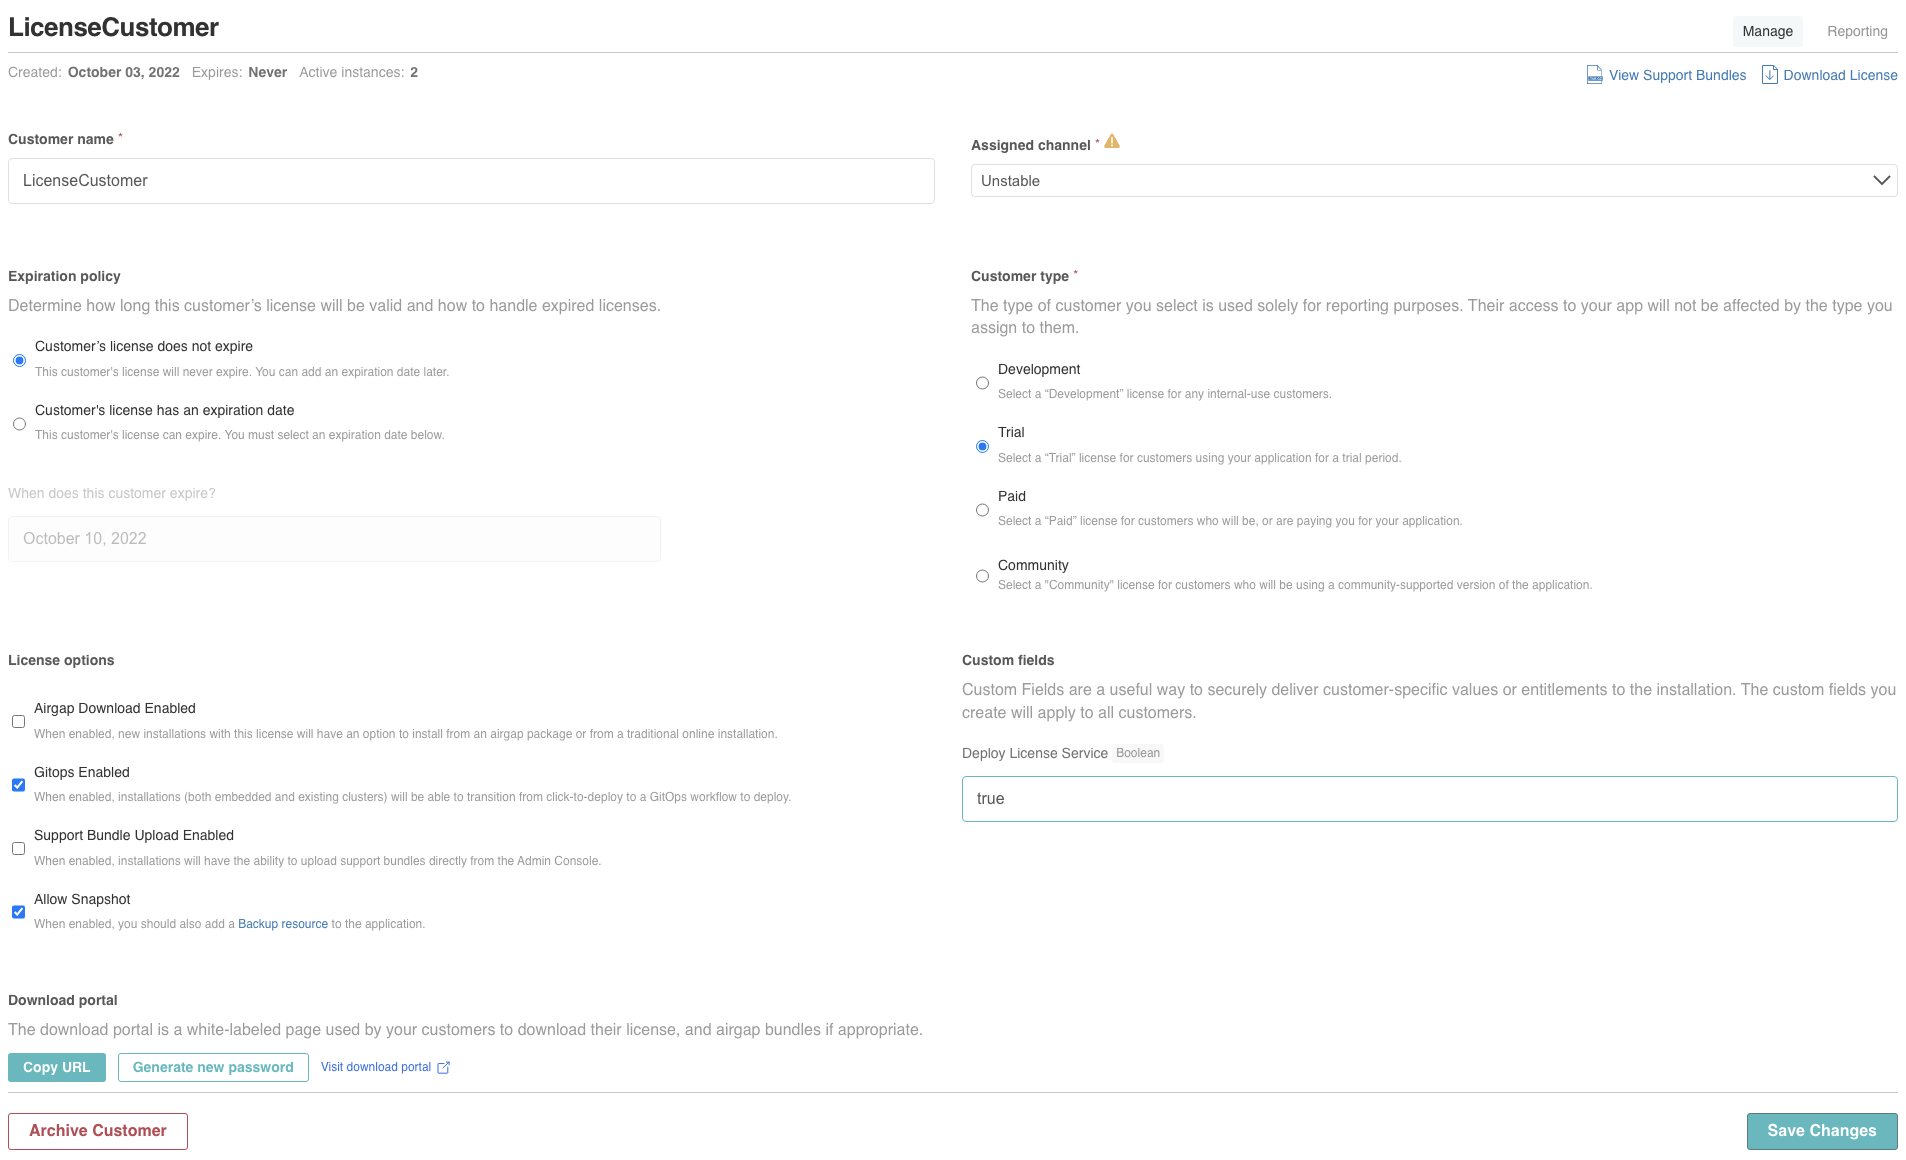 LicenseCustomer
Manage
Reporting
Created: October 03, 2022 Expires: Never Active instances: 2
View Support Bundles
Download License
Customer name *
LicenseCustomer
Assigned channel *
Unstable
Expiration policy
Determine how long this customer’s license will be valid and how to handle expired licenses.
Customer’s license does not expire
This customer's license will never expire. You can add an expiration date later.
Customer's license has an expiration date
This customer's license can expire. You must select an expiration date below.
When does this customer expire?
October 10, 2022
Customer type *
The type of customer you select is used solely for reporting purposes. Their access to your app will not be affected by the type you
assign to them.
Development
Select a “Development” license for any internal-use customers.
Trial
Select a “Trial” license for customers using your application for a trial period.
Paid
Select a “Paid” license for customers who will be, or are paying you for your application.
Community
Select a "Community" license for customers who will be using a community-supported version of the application.
License options
Airgap Download Enabled
When enabled, new installations with this license will have an option to install from an airgap package or from a traditional online installation.
Gitops Enabled
When enabled, installations (both embedded and existing clusters) will be able to transition from click-to-deploy to a GitOps workflow to deploy.
Support Bundle Upload Enabled
When enabled, installations will have the ability to upload support bundles directly from the Admin Console.
Allow Snapshot
When enabled, you should also add a Backup resource to the application.
Custom fields
Custom Fields are a useful way to securely deliver customer-specific values or entitlements to the installation. The custom fields you
create will apply to all customers.
Deploy License Service Boolean
true
Download portal
The download portal is a white-labeled page used by your customers to download their license, and airgap bundles if appropriate.
Copy URL
Generate new password
Visit download portal
Archive Customer
Save Changes